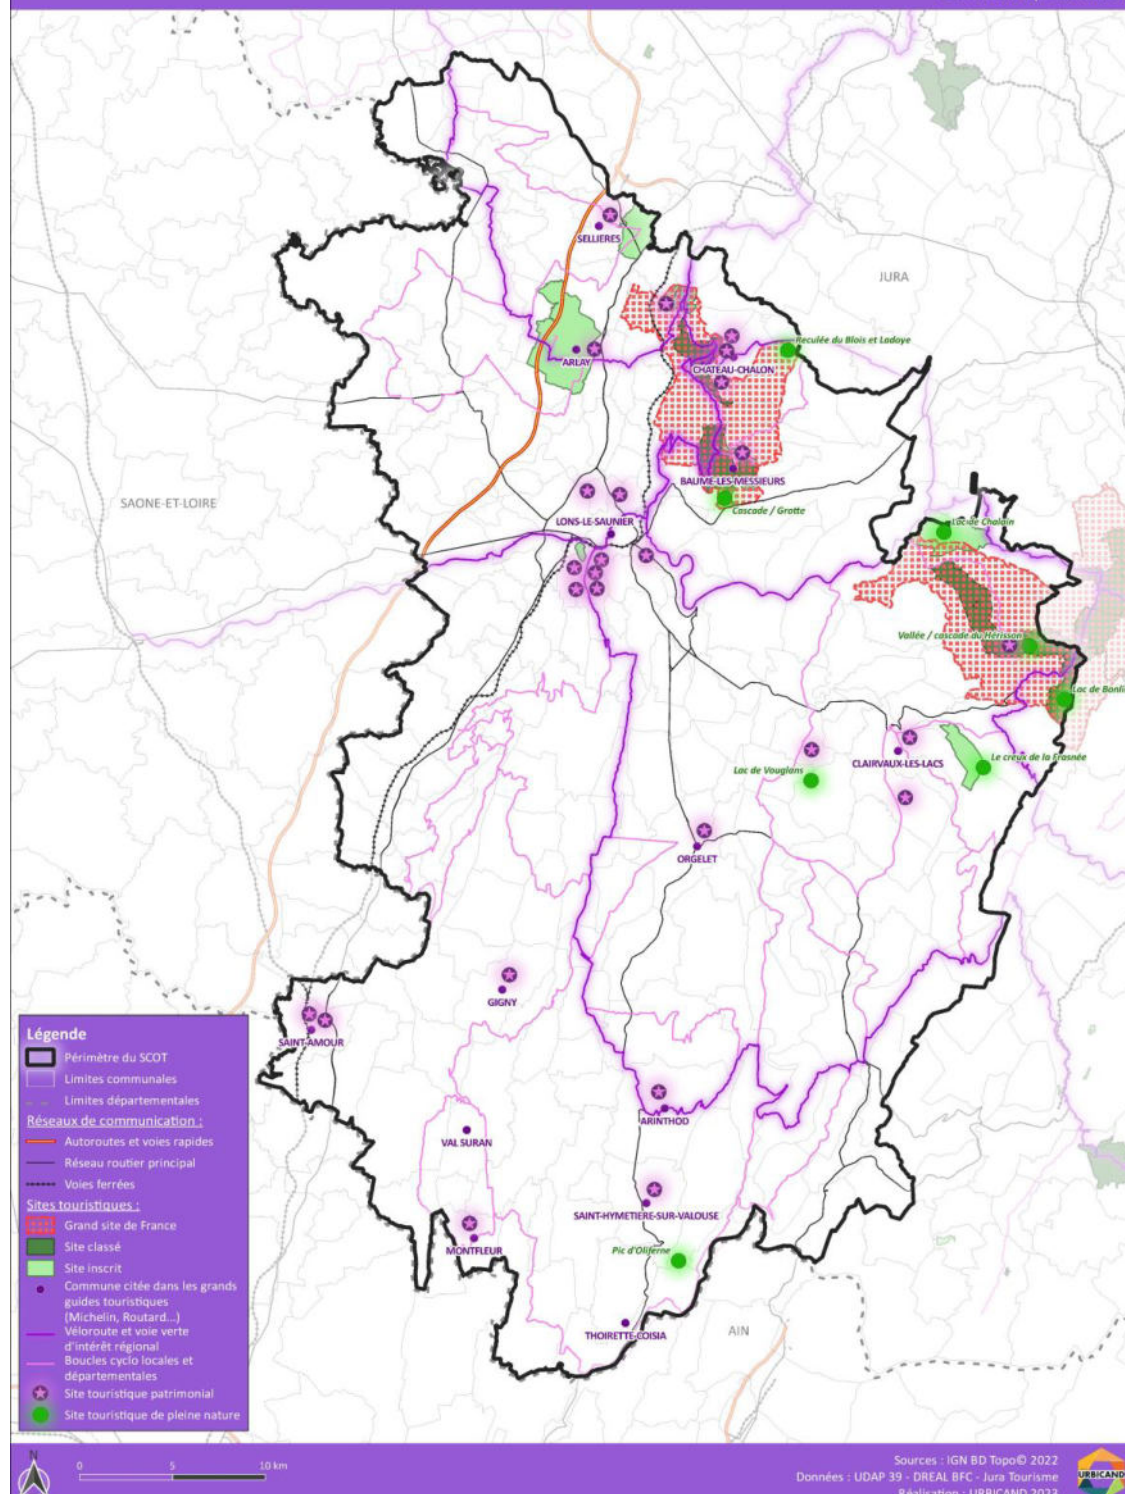 SELLIERES
JURA
Reculée du Blois et Ladoye
ARLAY
CHATEAU-CHALON
BAUME-LES-MESSIEURS
SAONE-ET-LOIRE
Cascade / Grotte
LONS-LE-SAUNIER
Lac de Chalain
Vallée / cascade du Hérisson
CLAIRVAUX-LES-LACS
Le creux de la Frasnée
Lac de Vouglans
ORGELET
GIGNY
SAINT-AMOUR
ARINTHOD
VAL SURAN
SAINT-HYMETIERE-SUR-VALOUSE
MONTFLEUR
Pic d'Oliferne
THOIRETTE-COISIA
AIN
Légende
Périmètre du SCOT
Limites communales
Limites départementales
Réseaux de communication :
Autoroutes et voies rapides
Réseau routier principal
Voies ferrées
Sites touristiques :
Grand site de France
Site classé
Site inscrit
Commune citée dans les grands
guides touristiques
(Michelin, Routard...)
Véloroute et voie verte
d'intérêt régional
Boucles cyclo locales et
départementales
Site touristique patrimonial
Site touristique de pleine nature
N
0 5 10 km
Sources : IGN BD Topo© 2022
Données : UDAP 39 - DREAL BFC - Jura Tourisme
Réalisation : URBICAND 2023
URBICAND